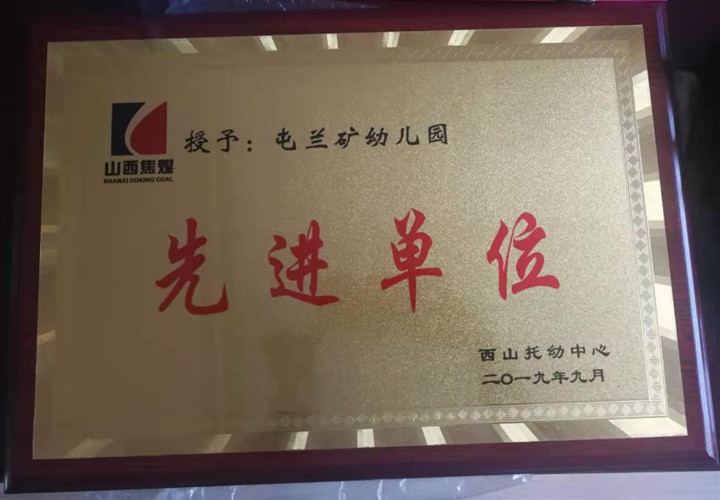 山西焦煤
SHANXI COKING COAL
授予：屯兰矿幼儿园
先进单位
西山托幼中心
二〇一九年九月